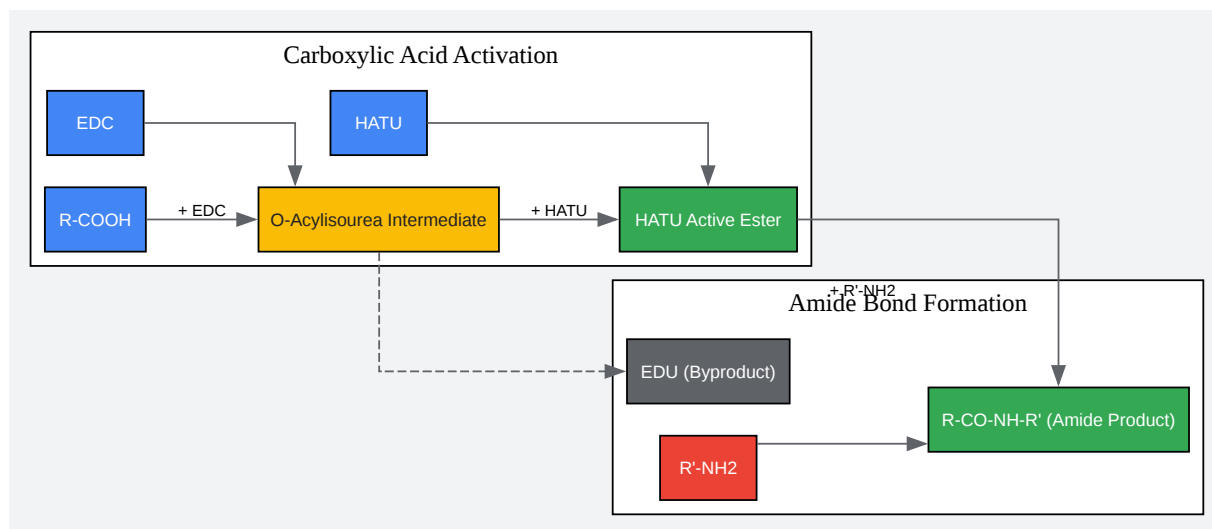 Carboxylic Acid Activation
EDC
HATU
R-COOH
+ EDC
O-Acylisourea Intermediate
+ HATU
HATU Active Ester
+ R'-NH2
Amide Bond Formation
EDU (Byproduct)
R-CO-NH-R' (Amide Product)
R'-NH2